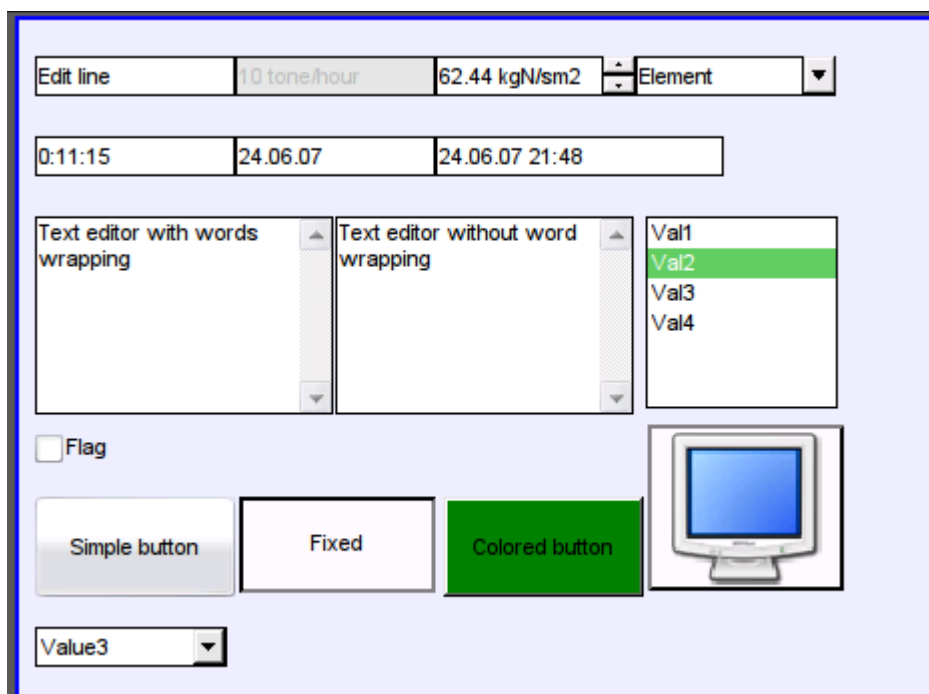 Edit line
10 tone/hour
62.44 kgN/sm2
Element
0:11:15
24.06.07
24.06.07 21:48
Text editor with words
wrapping
Text editor without word
wrapping
Val1
Val2
Val3
Val4
Flag
Simple button
Fixed
Colored button
Value3